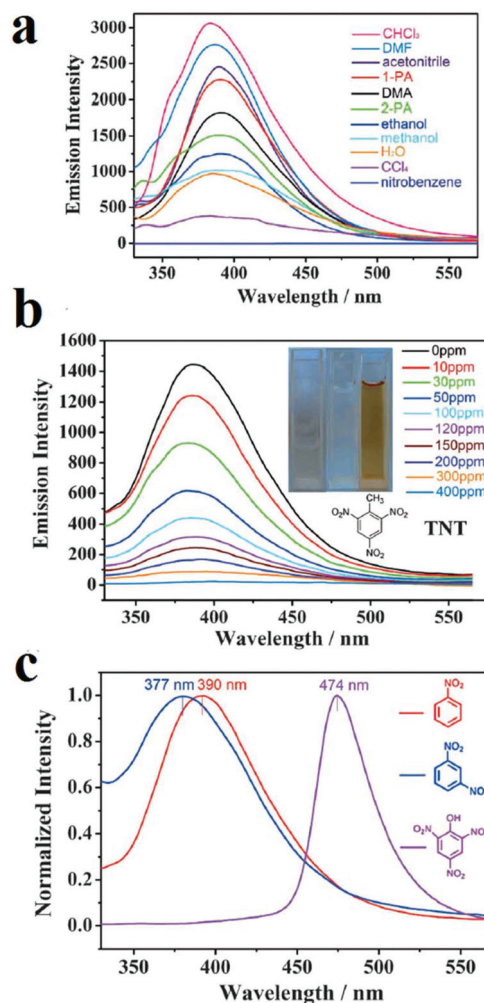 a
3000
2500
2000
1500
1000
500
0
Emission Intensity
CHCl₃
DMF
acetonitrile
1-PA
DMA
2-PA
ethanol
methanol
H₂O
CCl₄
nitrobenzene
350 400 450 500 550
Wavelength / nm
b
1600
1400
1200
1000
800
600
400
200
0
Emission Intensity
0ppm
10ppm
30ppm
50ppm
100ppm
120ppm
150ppm
200ppm
300ppm
400ppm
CH₃
NO₂ NO₂
NO₂
TNT
350 400 450 500 550
Wavelength / nm
c
377 nm 390 nm 474 nm
1.0
0.8
0.6
0.4
0.2
0.0
Normalized Intensity
NO₂
NO₂
NO
OH
NO₂ NO
NO₂
350 400 450 500 550
Wavelength / nm